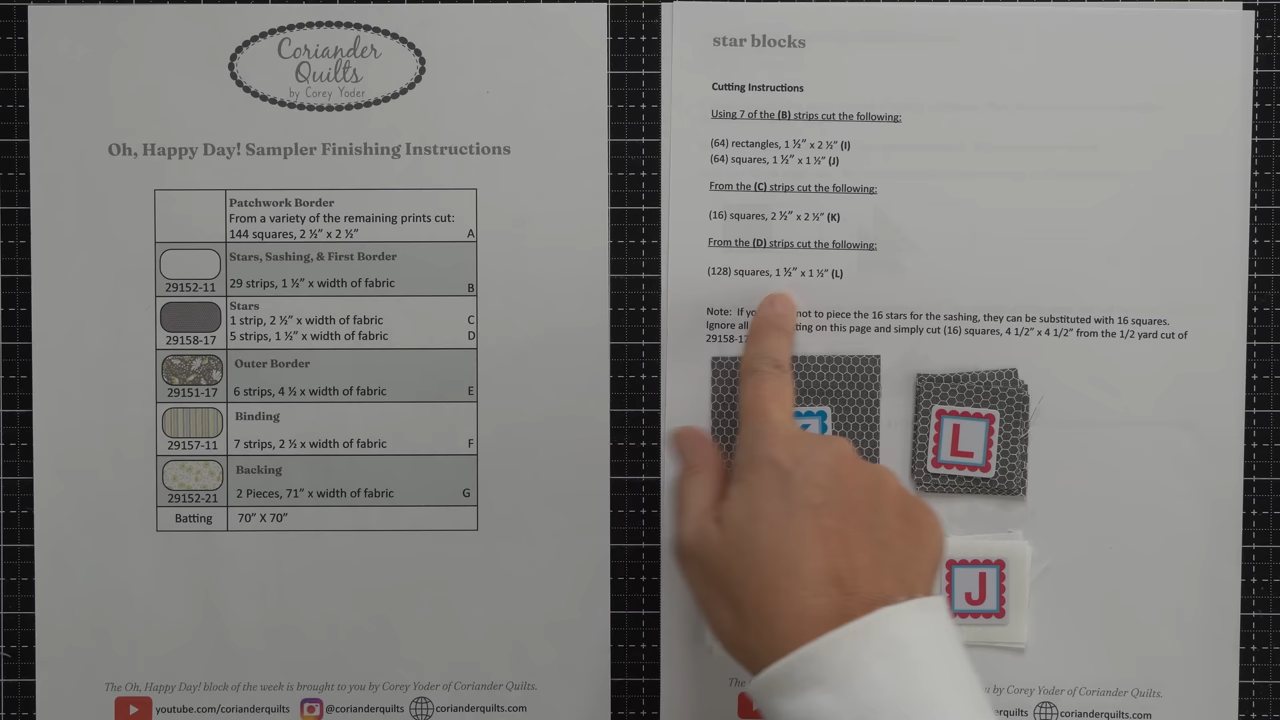 Coriander
Quilts
by Corey Yoder
Oh, Happy Day! Sampler Finishing Instructions
Patchwork Border
From a variety of the remaining prints cut:
144 squares, 2 ½" x 2 ½" A
Stars, Sashing, & First Border
29152-11 29 strips, 1 ½" x width of fabric B
Stars
1 strip, 2 ½" x width of fabric C
29158-17 5 strips, 1 ½" x width of fabric D
Outer Border
29151-17 6 strips, 4 ½ x width of fabric E
Binding
29157-11 7 strips, 2 ½ x width of fabric F
Backing
29152-21 2 Pieces, 71" x width of fabric G
Batting 70" X 70"
The Oh, Happy Day! block of the week is brought to you by Corey Yoder of Coriander Quilts.
youtube.com/corianderquilts @corianderquilts corianderquilts.com
star blocks
Cutting Instructions
Using 7 of the (B) strips cut the following:
(64) rectangles, 1 ½" x 2 ½" (I)
(64) squares, 1 ½" x 1 ½" (J)
From the (C) strips cut the following:
(16) squares, 2 ½" x 2 ½" (K)
From the (D) strips cut the following:
(128) squares, 1 ½" x 1 ½" (L)
Note: If not to piece the 16 stars for the sashing, they can be substituted with 16 squares.
Ignore all on this page and simply cut (16) squares, 4 1/2" x 4 1/2" from the 1/2 yard cut of
29158-17
L
J
The by Corey Yoder of Coriander Quilts.
corianderquilts.com